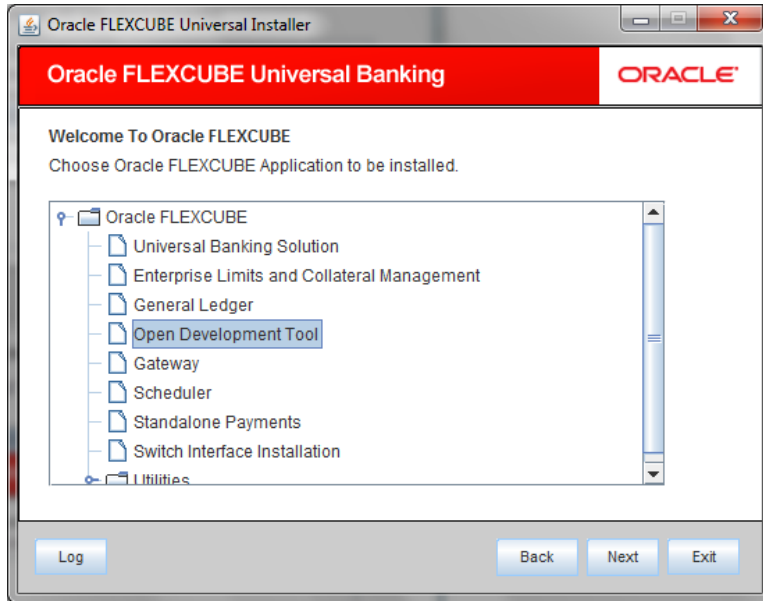 Oracle FLEXCUBE Universal Installer
Oracle FLEXCUBE Universal Banking
ORACLE
Welcome To Oracle FLEXCUBE
Choose Oracle FLEXCUBE Application to be installed.
Oracle FLEXCUBE
Universal Banking Solution
Enterprise Limits and Collateral Management
General Ledger
Open Development Tool
Gateway
Scheduler
Standalone Payments
Switch Interface Installation
Utilities
Log Back Next Exit